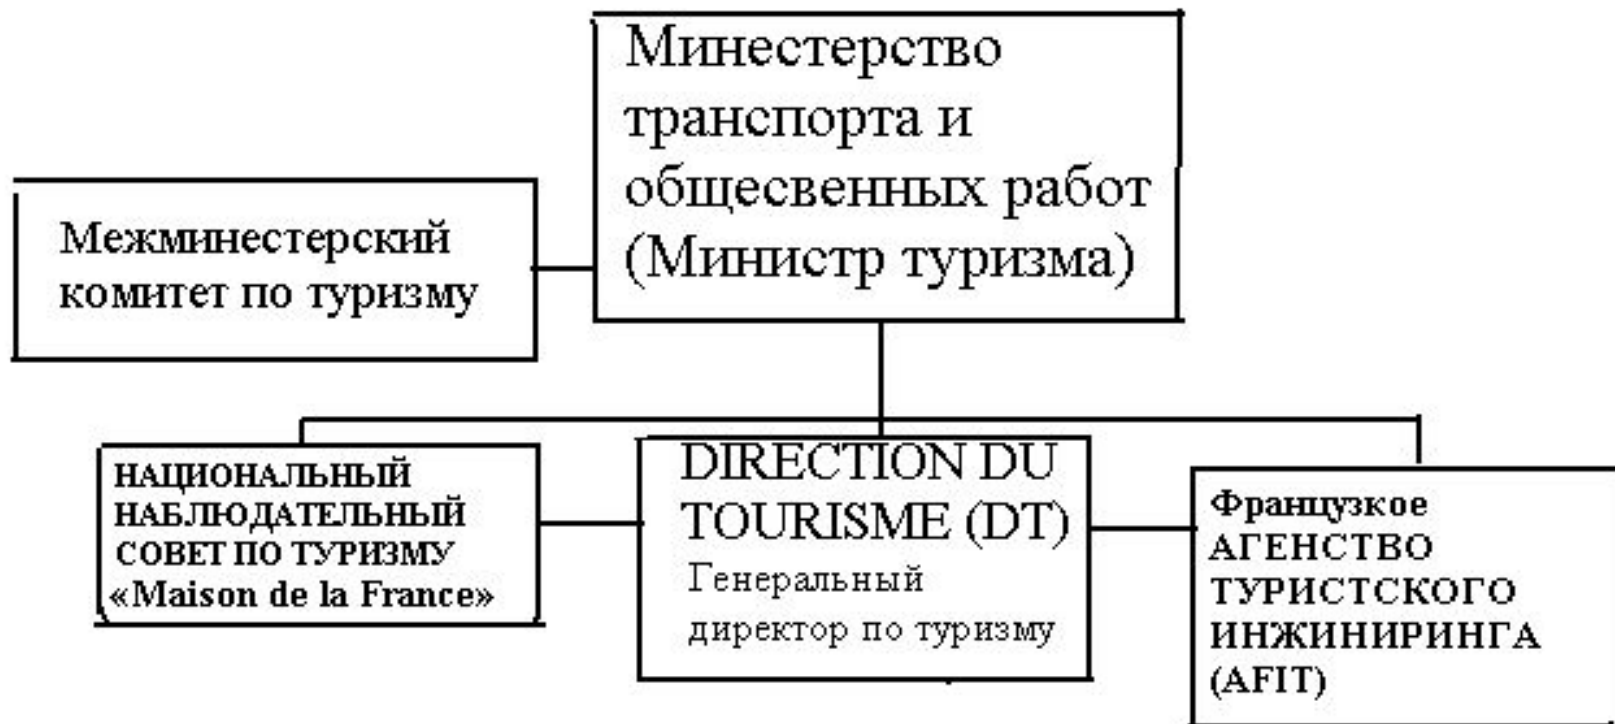 Минестерство
транспорта и
общесвенных работ
(Министр туризма)
Межминестерский
комитет по туризму
НАЦИОНАЛЬНЫЙ
НАБЛЮДАТЕЛЬНЫЙ
СОВЕТ ПО ТУРИЗМУ
«Maison de la France»
DIRECTION DU
TOURISME (DT)
Генеральный
директор по туризму
Французкое
АГЕНСТВО
ТУРИСТСКОГО
ИНЖИНИРИНГА
(AFIT)